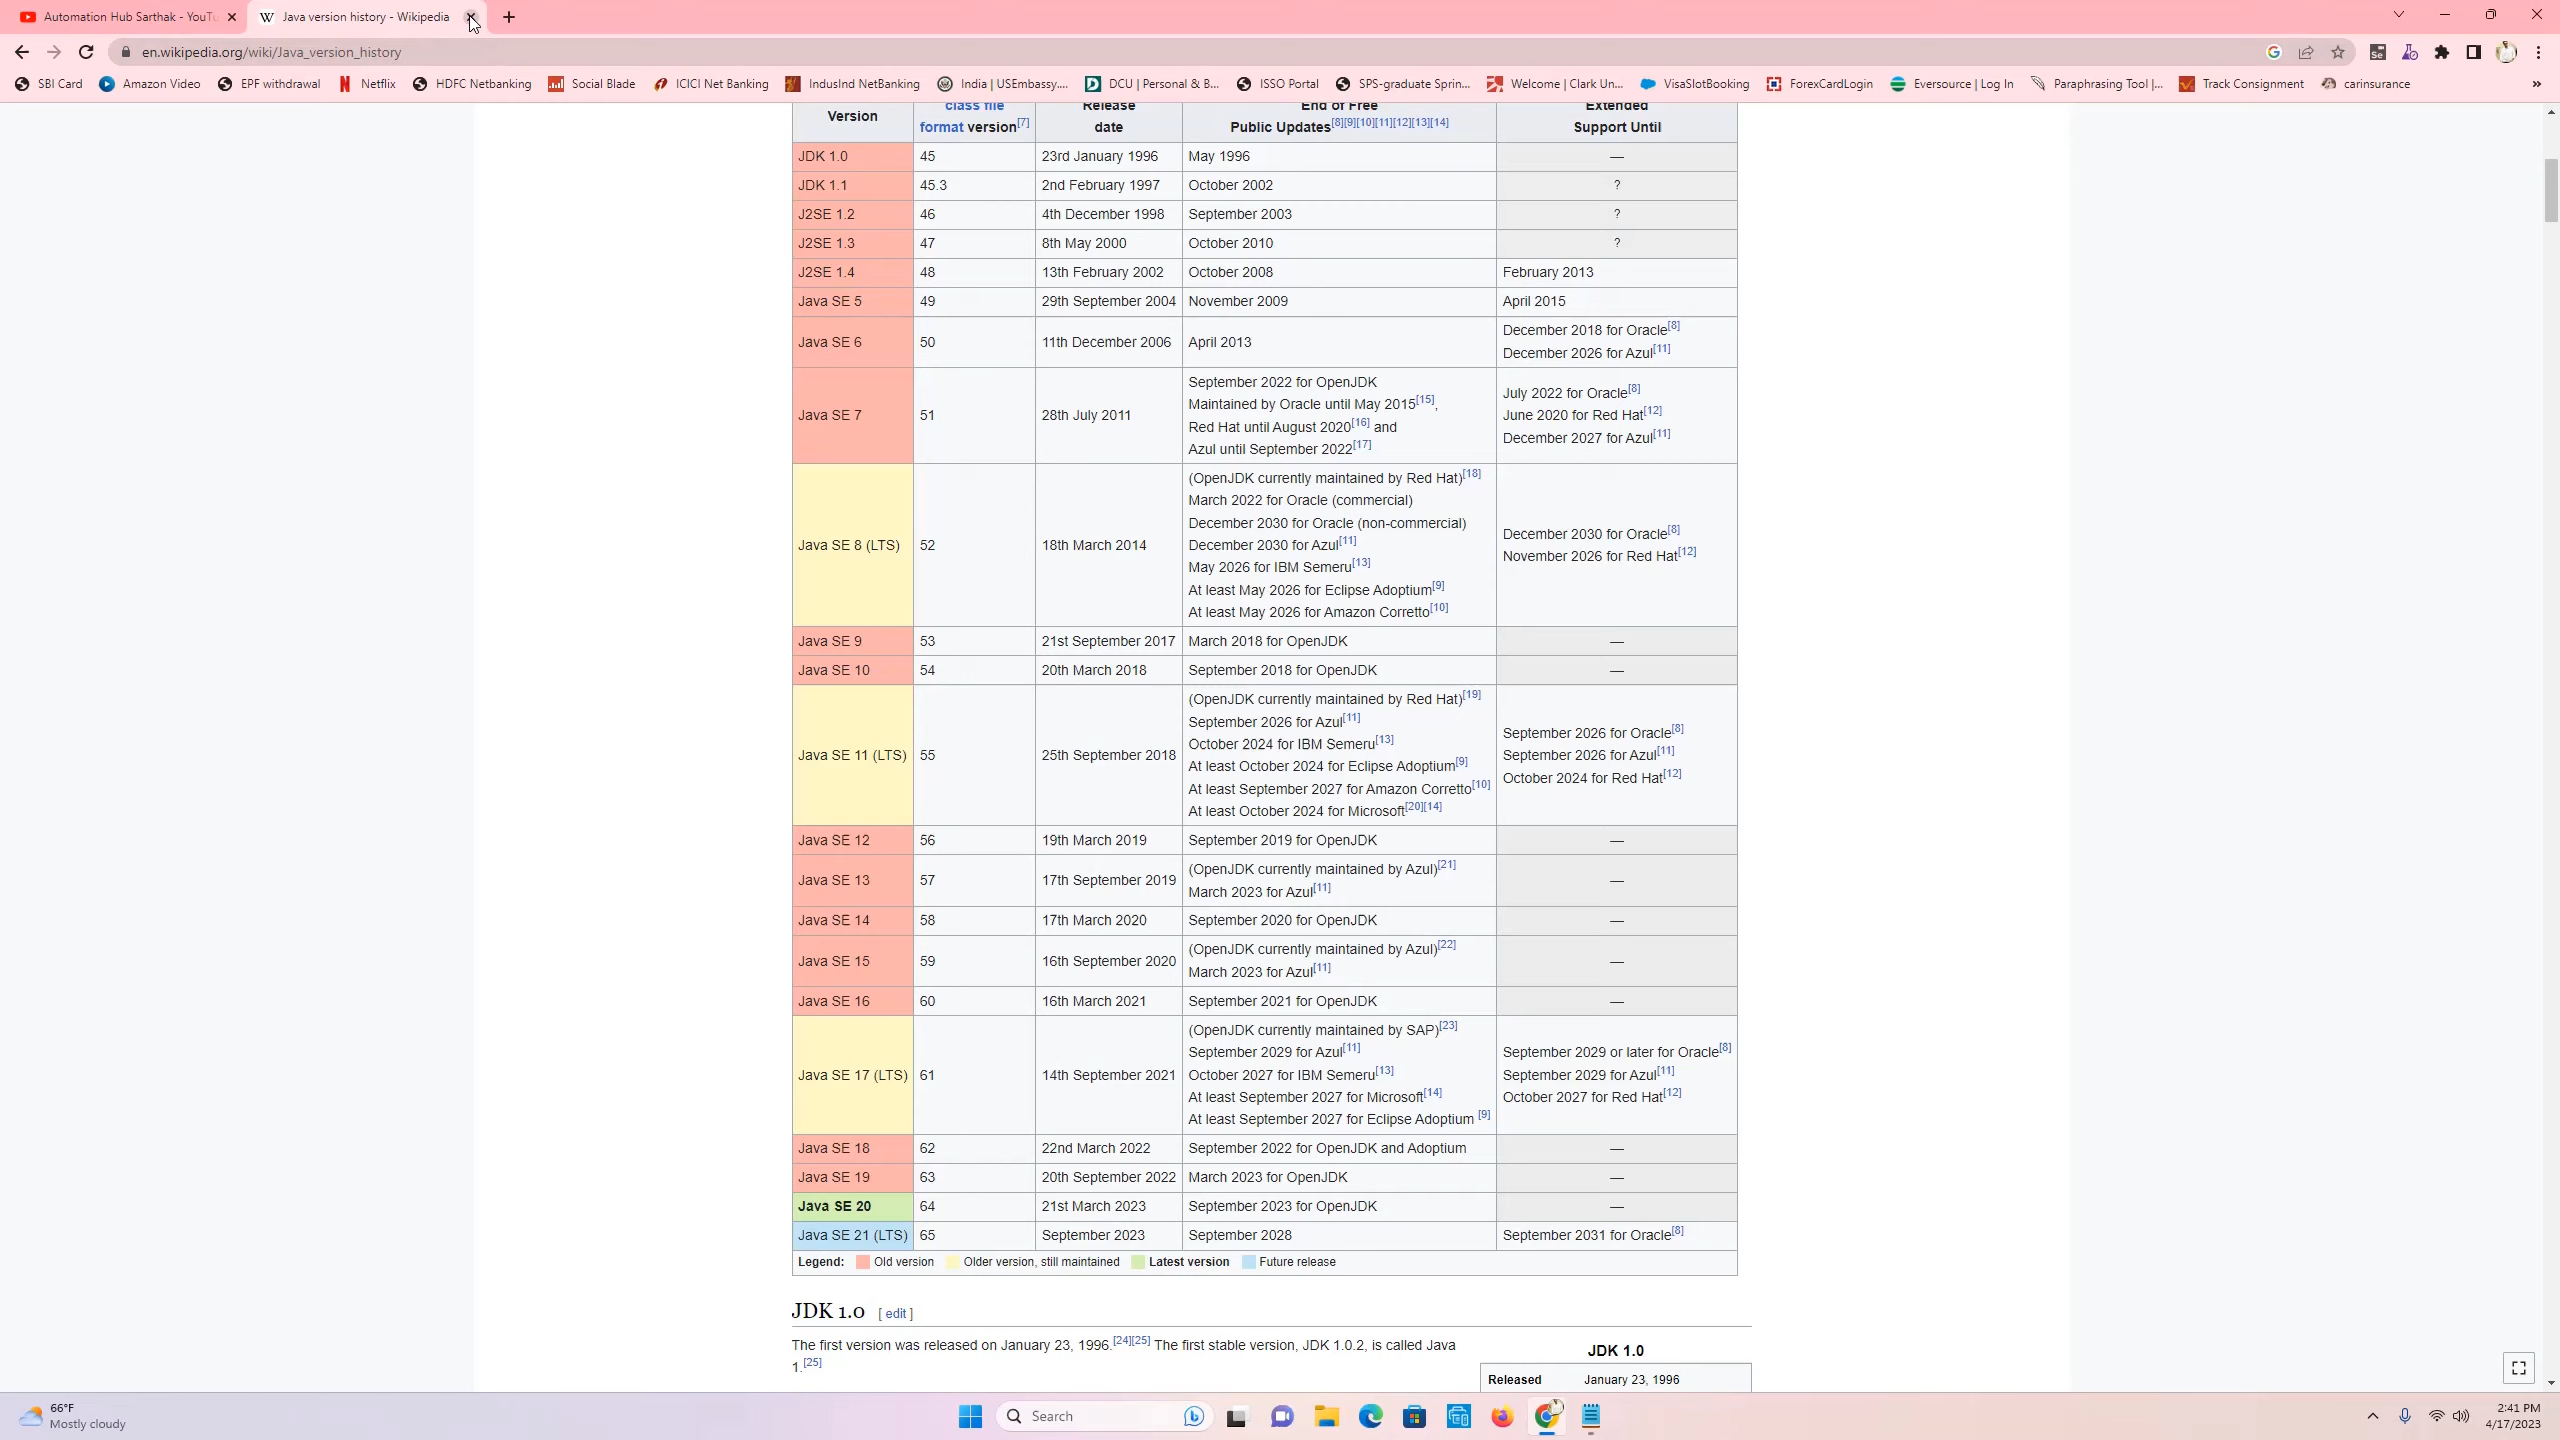 Automation Hub Sarthak - YouTu
Java version history - Wikipedia
en.wikipedia.org/wiki/Java_version_history
SBI Card
Amazon Video
EPF withdrawal
Netflix
HDFC Netbanking
Social Blade
ICICI Net Banking
IndusInd NetBanking
India | USEmbassy....
DCU | Personal & B...
ISSO Portal
SPS-graduate Sprin...
Welcome | Clark Un...
VisaSlotBooking
ForexCardLogin
Eversource | Log In
Paraphrasing Tool |...
Track Consignment
carinsurance
»
Version
class file
format version[7]
Release
date
End of Free
Public Updates[8][9][10][11][12][13][14]
Extended
Support Until
JDK 1.0 45 23rd January 1996 May 1996 —
JDK 1.1 45.3 2nd February 1997 October 2002 ?
J2SE 1.2 46 4th December 1998 September 2003 ?
J2SE 1.3 47 8th May 2000 October 2010 ?
J2SE 1.4 48 13th February 2002 October 2008 February 2013
Java SE 5 49 29th September 2004 November 2009 April 2015
Java SE 6 50 11th December 2006 April 2013
December 2018 for Oracle[8]
December 2026 for Azul[11]
Java SE 7 51 28th July 2011
September 2022 for OpenJDK
Maintained by Oracle until May 2015[15],
Red Hat until August 2020[16] and
Azul until September 2022[17]
July 2022 for Oracle[8]
June 2020 for Red Hat[12]
December 2027 for Azul[11]
Java SE 8 (LTS) 52 18th March 2014
(OpenJDK currently maintained by Red Hat)[18]
March 2022 for Oracle (commercial)
December 2030 for Oracle (non-commercial)
December 2030 for Azul[11]
May 2026 for IBM Semeru[13]
At least May 2026 for Eclipse Adoptium[9]
At least May 2026 for Amazon Corretto[10]
December 2030 for Oracle[8]
November 2026 for Red Hat[12]
Java SE 9 53 21st September 2017 March 2018 for OpenJDK —
Java SE 10 54 20th March 2018 September 2018 for OpenJDK —
Java SE 11 (LTS) 55 25th September 2018
(OpenJDK currently maintained by Red Hat)[19]
September 2026 for Azul[11]
October 2024 for IBM Semeru[13]
At least October 2024 for Eclipse Adoptium[9]
At least September 2027 for Amazon Corretto[10]
At least October 2024 for Microsoft[20][14]
September 2026 for Oracle[8]
September 2026 for Azul[11]
October 2024 for Red Hat[12]
Java SE 12 56 19th March 2019 September 2019 for OpenJDK —
Java SE 13 57 17th September 2019
(OpenJDK currently maintained by Azul)[21]
March 2023 for Azul[11]
—
Java SE 14 58 17th March 2020 September 2020 for OpenJDK —
Java SE 15 59 16th September 2020
(OpenJDK currently maintained by Azul)[22]
March 2023 for Azul[11]
—
Java SE 16 60 16th March 2021 September 2021 for OpenJDK —
Java SE 17 (LTS) 61 14th September 2021
(OpenJDK currently maintained by SAP)[23]
September 2029 for Azul[11]
October 2027 for IBM Semeru[13]
At least September 2027 for Microsoft[14]
At least September 2027 for Eclipse Adoptium [9]
September 2029 or later for Oracle[8]
September 2029 for Azul[11]
October 2027 for Red Hat[12]
Java SE 18 62 22nd March 2022 September 2022 for OpenJDK and Adoptium —
Java SE 19 63 20th September 2022 March 2023 for OpenJDK —
Java SE 20 64 21st March 2023 September 2023 for OpenJDK —
Java SE 21 (LTS) 65 September 2023 September 2028 September 2031 for Oracle[8]
Legend: Old version Older version, still maintained Latest version Future release
JDK 1.0 [ edit ]
The first version was released on January 23, 1996.[24][25] The first stable version, JDK 1.0.2, is called Java
1.[25]
JDK 1.0
Released January 23, 1996
66°F
Mostly cloudy
Search
2:41 PM
4/17/2023